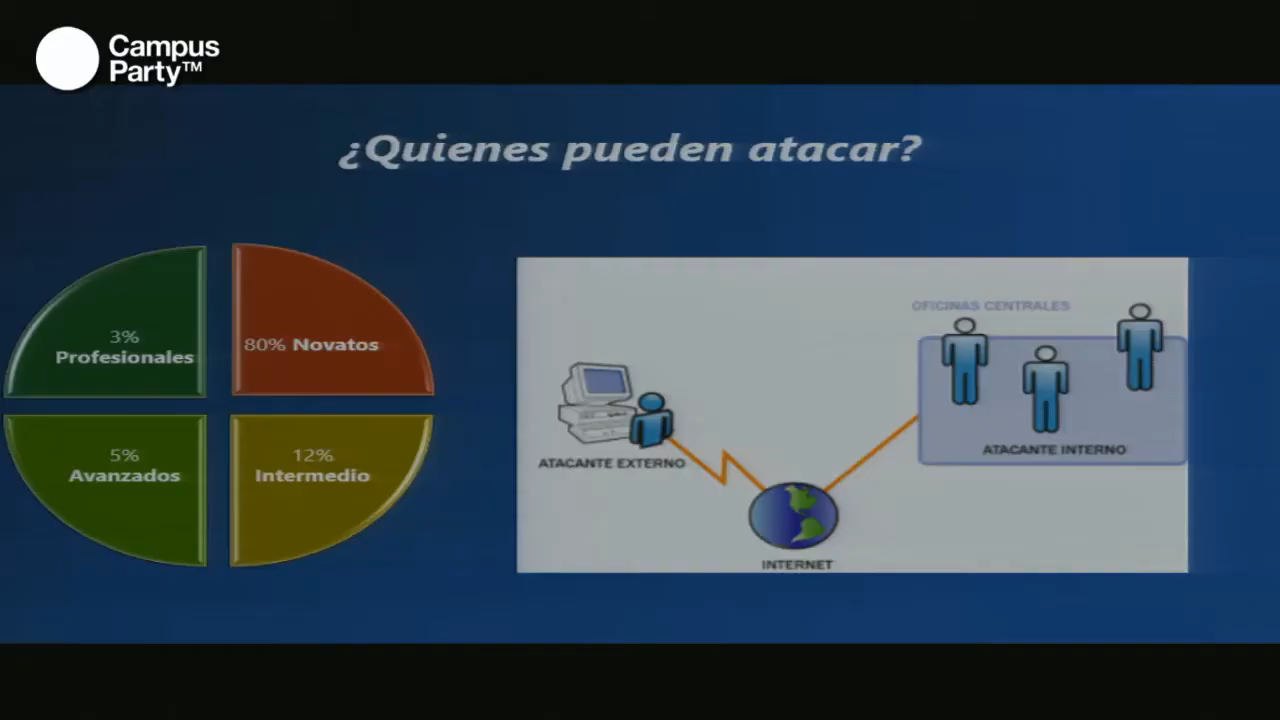 Campus
Party™
¿Quienes pueden atacar?
3%
Profesionales
80% Novatos
5%
Avanzados
12%
Intermedio
OFICINAS CENTRALES
ATACANTE INTERNO
ATACANTE EXTERNO
INTERNET